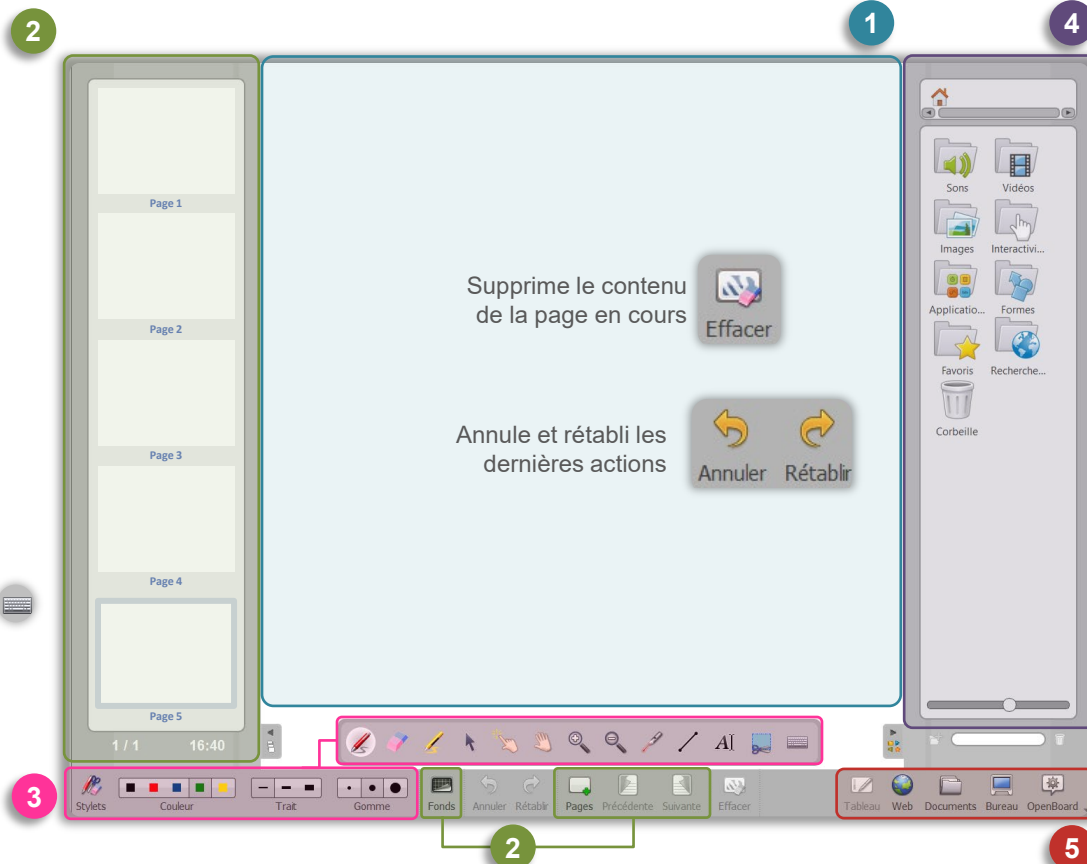 2
1
4
Page 1
Page 2
Page 3
Page 4
Page 5
1 / 1 16:40
Supprime le contenu
de la page en cours
Effacer
Annule et rétabli les
dernières actions
Annuler Rétablir
Sons Vidéos
Images Interactivi...
Applicatio... Formes
Favoris Recherche...
Corbeille
AI
3
Stylets Couleur Trait Gomme Fonds Annuler Rétablir Pages Précédente Suivante Effacer Tableau Web Documents Bureau OpenBoard
2
5